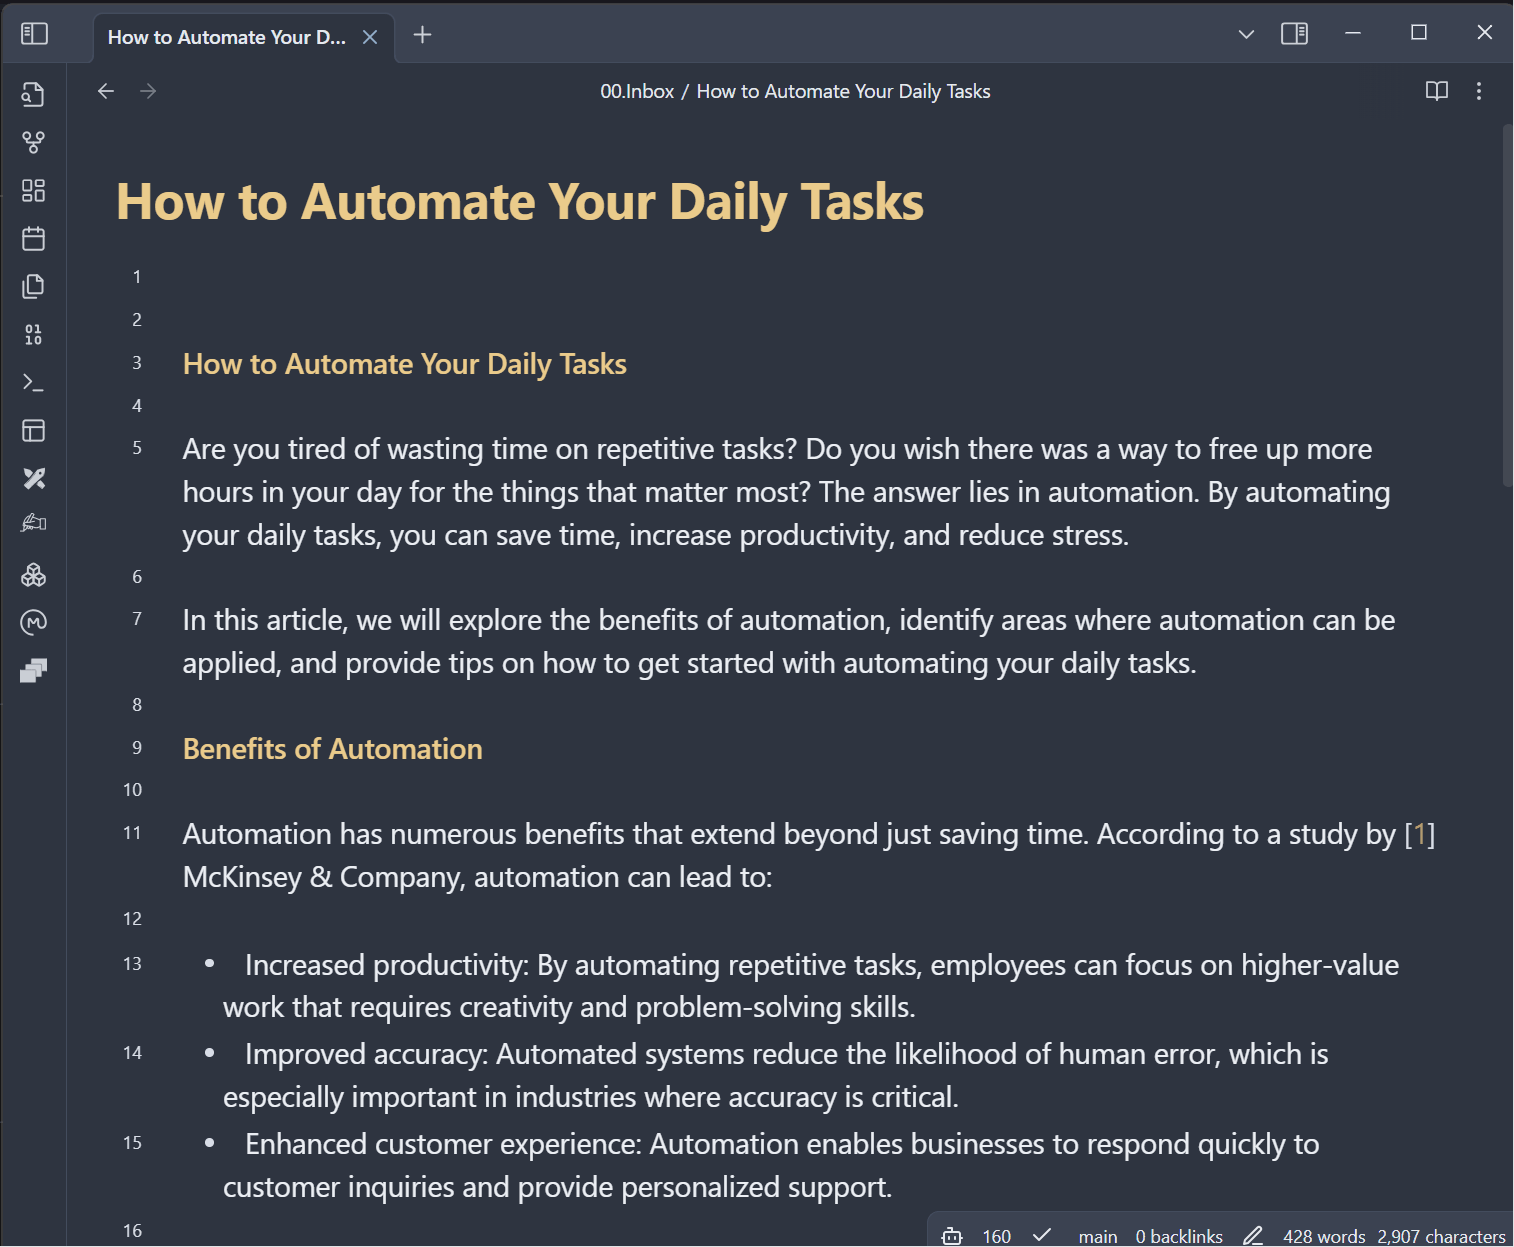 How to Automate Your D...
00.Inbox / How to Automate Your Daily Tasks
How to Automate Your Daily Tasks
1
2
3 How to Automate Your Daily Tasks
4
5 Are you tired of wasting time on repetitive tasks? Do you wish there was a way to free up more
hours in your day for the things that matter most? The answer lies in automation. By automating
your daily tasks, you can save time, increase productivity, and reduce stress.
6
7 In this article, we will explore the benefits of automation, identify areas where automation can be
applied, and provide tips on how to get started with automating your daily tasks.
8
9 Benefits of Automation
10
11 Automation has numerous benefits that extend beyond just saving time. According to a study by [1]
McKinsey & Company, automation can lead to:
12
13 • Increased productivity: By automating repetitive tasks, employees can focus on higher-value
work that requires creativity and problem-solving skills.
14 • Improved accuracy: Automated systems reduce the likelihood of human error, which is
especially important in industries where accuracy is critical.
15 • Enhanced customer experience: Automation enables businesses to respond quickly to
customer inquiries and provide personalized support.
16
160 main 0 backlinks 428 words 2,907 characters